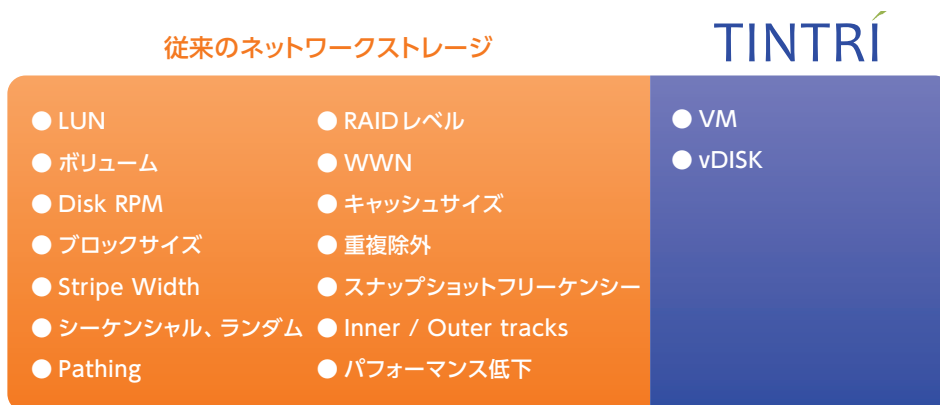 従来のネットワークストレージ
TINTRÍ
● LUN
● ボリューム
● Disk RPM
● ブロックサイズ
● Stripe Width
● シーケンシャル、ランダム
● Pathing
● RAIDレベル
● WWN
● キャッシュサイズ
● 重複除外
● スナップショットフリーケンシー
● Inner / Outer tracks
● パフォーマンス低下
● VM
● vDISK